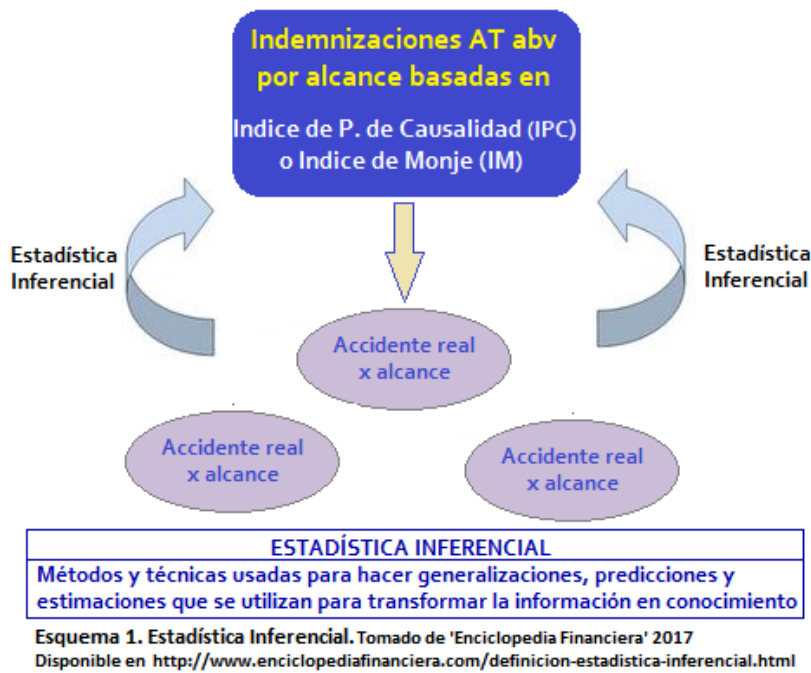 Indemnizaciones AT abv
por alcance basadas en
Indice de P. de Causalidad (IPC)
o Indice de Monje (IM)
Estadística
Inferencial
Estadística
Inferencial
Accidente real
x alcance
Accidente real
x alcance
Accidente real
x alcance
ESTADÍSTICA INFERENCIAL
Métodos y técnicas usadas para hacer generalizaciones, predicciones y
estimaciones que se utilizan para transformar la información en conocimiento
Esquema 1. Estadística Inferencial. Tomado de 'Enciclopedia Financiera' 2017
Disponible en http://www.enciclopediafinanciera.com/definicion-estadistica-inferencial.html